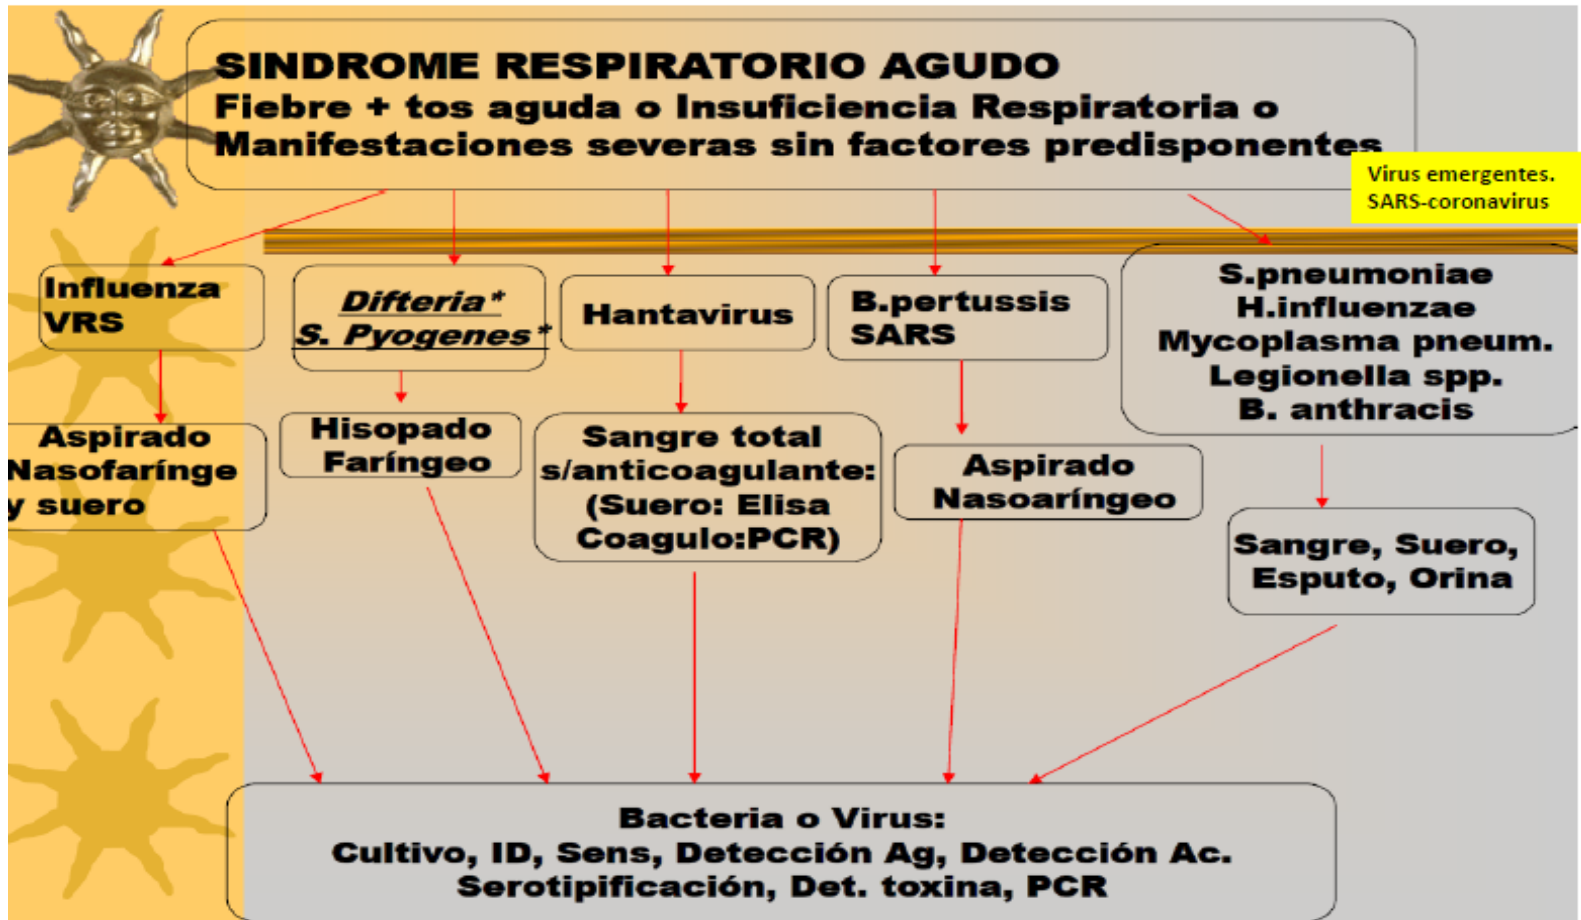 SINDROME RESPIRATORIO AGUDO
Fiebre + tos aguda o Insuficiencia Respiratoria o
Manifestaciones severas sin factores predisponentes
Virus emergentes.
SARS-coronavirus
Influenza
VRS
Difteria*
S. Pyogenes*
Hantavirus
B.pertussis
SARS
S.pneumoniae
H.influenzae
Mycoplasma pneum.
Legionella spp.
B. anthracis
Aspirado
Nasofarínge
y suero
Hisopado
Faríngeo
Sangre total
s/anticoagulante:
(Suero: Elisa
Coagulo:PCR)
Aspirado
Nasoaríngeo
Sangre, Suero,
Esputo, Orina
Bacteria o Virus:
Cultivo, ID, Sens, Detección Ag, Detección Ac.
Serotipificación, Det. toxina, PCR